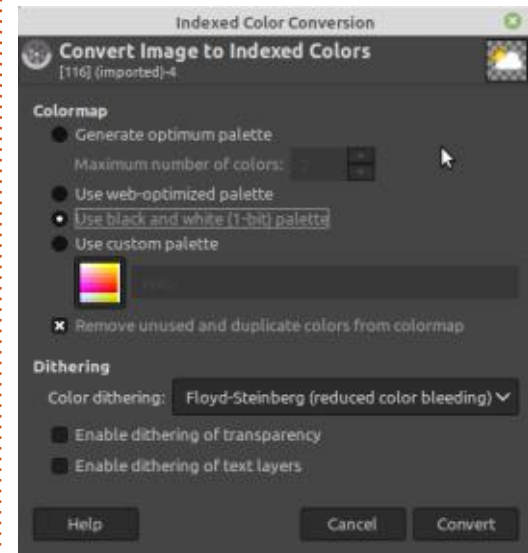 Indexed Color Conversion
Convert Image to Indexed Colors
[116] (imported)-4
Colormap
Generate optimum palette
Maximum number of colors:
Use web-optimized palette
Use black and white (1-bit) palette
Use custom palette
Remove unused and duplicate colors from colormap
Dithering
Color dithering: Floyd-Steinberg (reduced color bleeding)
Enable dithering of transparency
Enable dithering of text layers
Help Cancel Convert